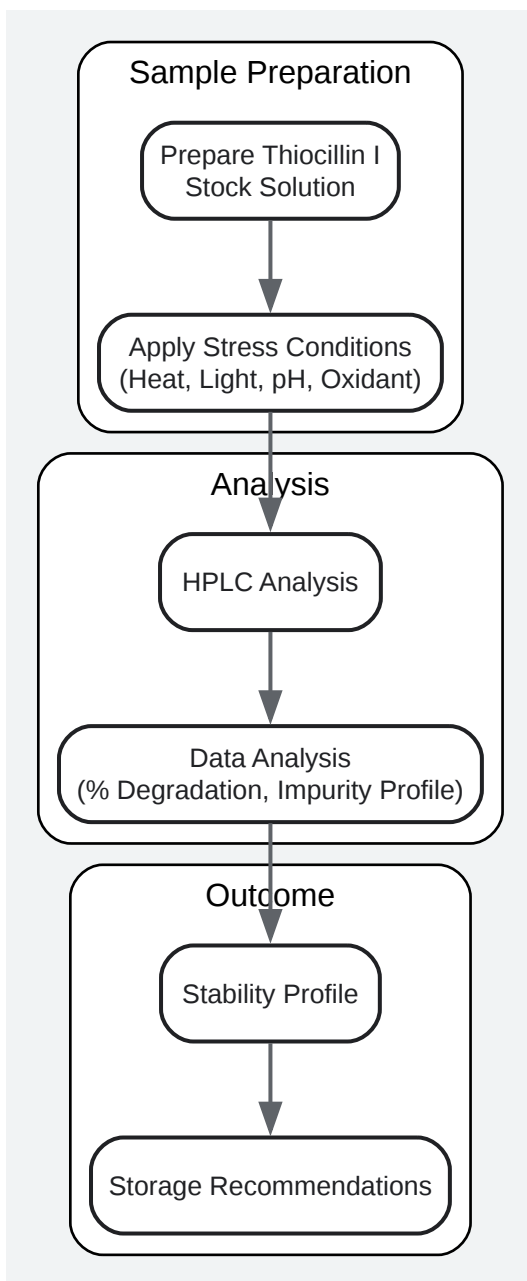 Sample Preparation
Prepare Thiocillin I
Stock Solution
Apply Stress Conditions
(Heat, Light, pH, Oxidant)
Analysis
HPLC Analysis
Data Analysis
(% Degradation, Impurity Profile)
Outcome
Stability Profile
Storage Recommendations